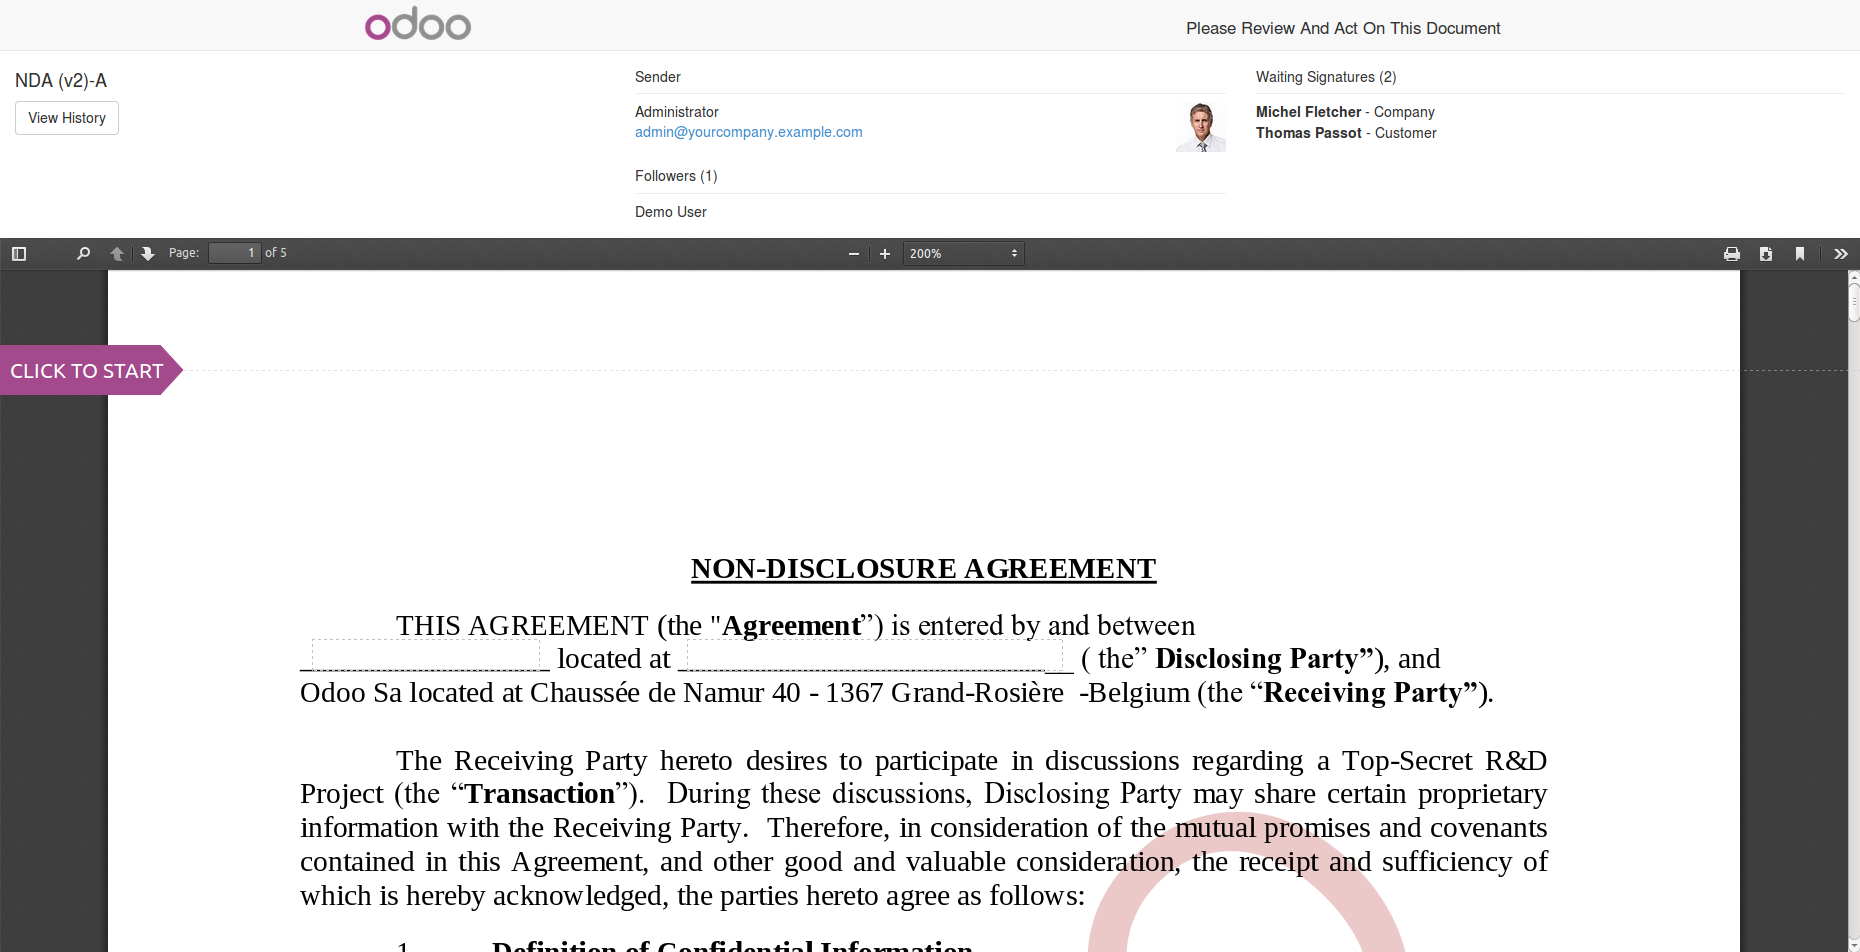 odoo
Please Review And Act On This Document
NDA (v2)-A
View History
Sender
Administrator
admin@yourcompany.example.com
Followers (1)
Demo User
Waiting Signatures (2)
Michel Fletcher - Company
Thomas Passot - Customer
Page: 1 of 5
200%
CLICK TO START
NON-DISCLOSURE AGREEMENT
THIS AGREEMENT (the "Agreement”) is entered by and between
located at ( the” Disclosing Party”), and
Odoo Sa located at Chaussée de Namur 40 - 1367 Grand-Rosière -Belgium (the “Receiving Party”).
The Receiving Party hereto desires to participate in discussions regarding a Top-Secret R&D
Project (the “Transaction”). During these discussions, Disclosing Party may share certain proprietary
information with the Receiving Party. Therefore, in consideration of the mutual promises and covenants
contained in this Agreement, and other good and valuable consideration, the receipt and sufficiency of
which is hereby acknowledged, the parties hereto agree as follows:
1 Definition of Confidential Information